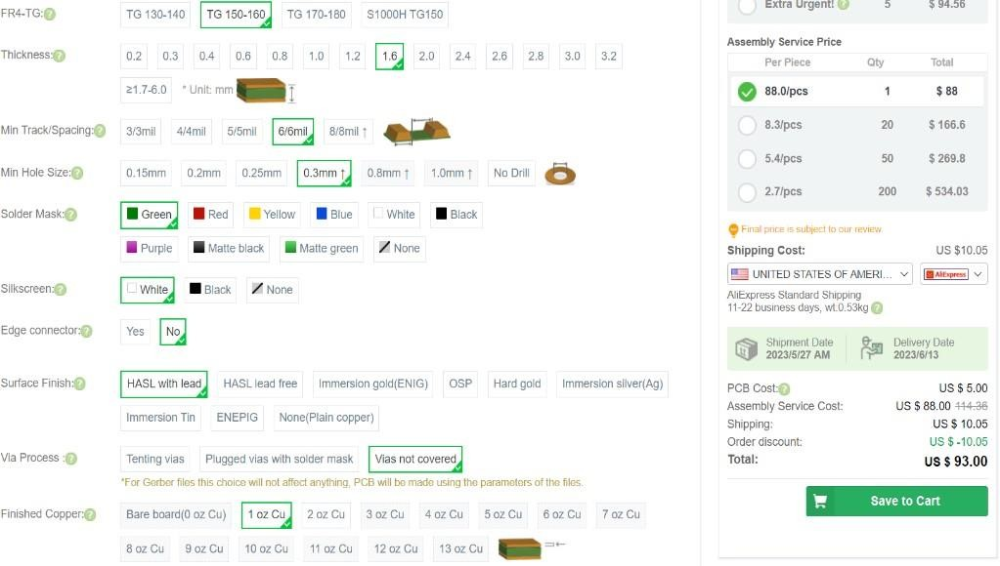 FR4-TG:? TG 130-140 TG 150-160 TG 170-180 S1000H TG150
Thickness:? 0.2 0.3 0.4 0.6 0.8 1.0 1.2 1.6 2.0 2.4 2.6 2.8 3.0 3.2
≥1.7-6.0 * Unit: mm
Min Track/Spacing:? 3/3mil 4/4mil 5/5mil 6/6mil 8/8mil ↑
Min Hole Size:? 0.15mm 0.2mm 0.25mm 0.3mm ↑ 0.8mm ↑ 1.0mm ↑ No Drill
Solder Mask:? Green Red Yellow Blue White Black
Purple Matte black Matte green None
Silkscreen:? White Black None
Edge connector:? Yes No
Surface Finish:? HASL with lead HASL lead free Immersion gold(ENIG) OSP Hard gold Immersion silver(Ag)
Immersion Tin ENEPIG None(Plain copper)
Via Process :? Tenting vias Plugged vias with solder mask Vias not covered
*For Gerber files this choice will not affect anything, PCB will be made using the parameters of the files.
Finished Copper:? Bare board(0 oz Cu) 1 oz Cu 2 oz Cu 3 oz Cu 4 oz Cu 5 oz Cu 6 oz Cu 7 oz Cu
8 oz Cu 9 oz Cu 10 oz Cu 11 oz Cu 12 oz Cu 13 oz Cu
Extra Urgent! ? 5 $ 94.56
Assembly Service Price
Per Piece Qty Total
88.0/pcs 1 $ 88
8.3/pcs 20 $ 166.6
5.4/pcs 50 $ 269.8
2.7/pcs 200 $ 534.03
Final price is subject to our review.
Shipping Cost: US $10.05
UNITED STATES OF AMERI... AliExpress
AliExpress Standard Shipping
11-22 business days, wt:0.53kg ?
Shipment Date Delivery Date
2023/5/27 AM 2023/6/13
PCB Cost:? US $ 5.00
Assembly Service Cost: US $ 88.00 114.36
Shipping: US $ 10.05
Order discount: US $ -10.05
Total: US $ 93.00
Save to Cart